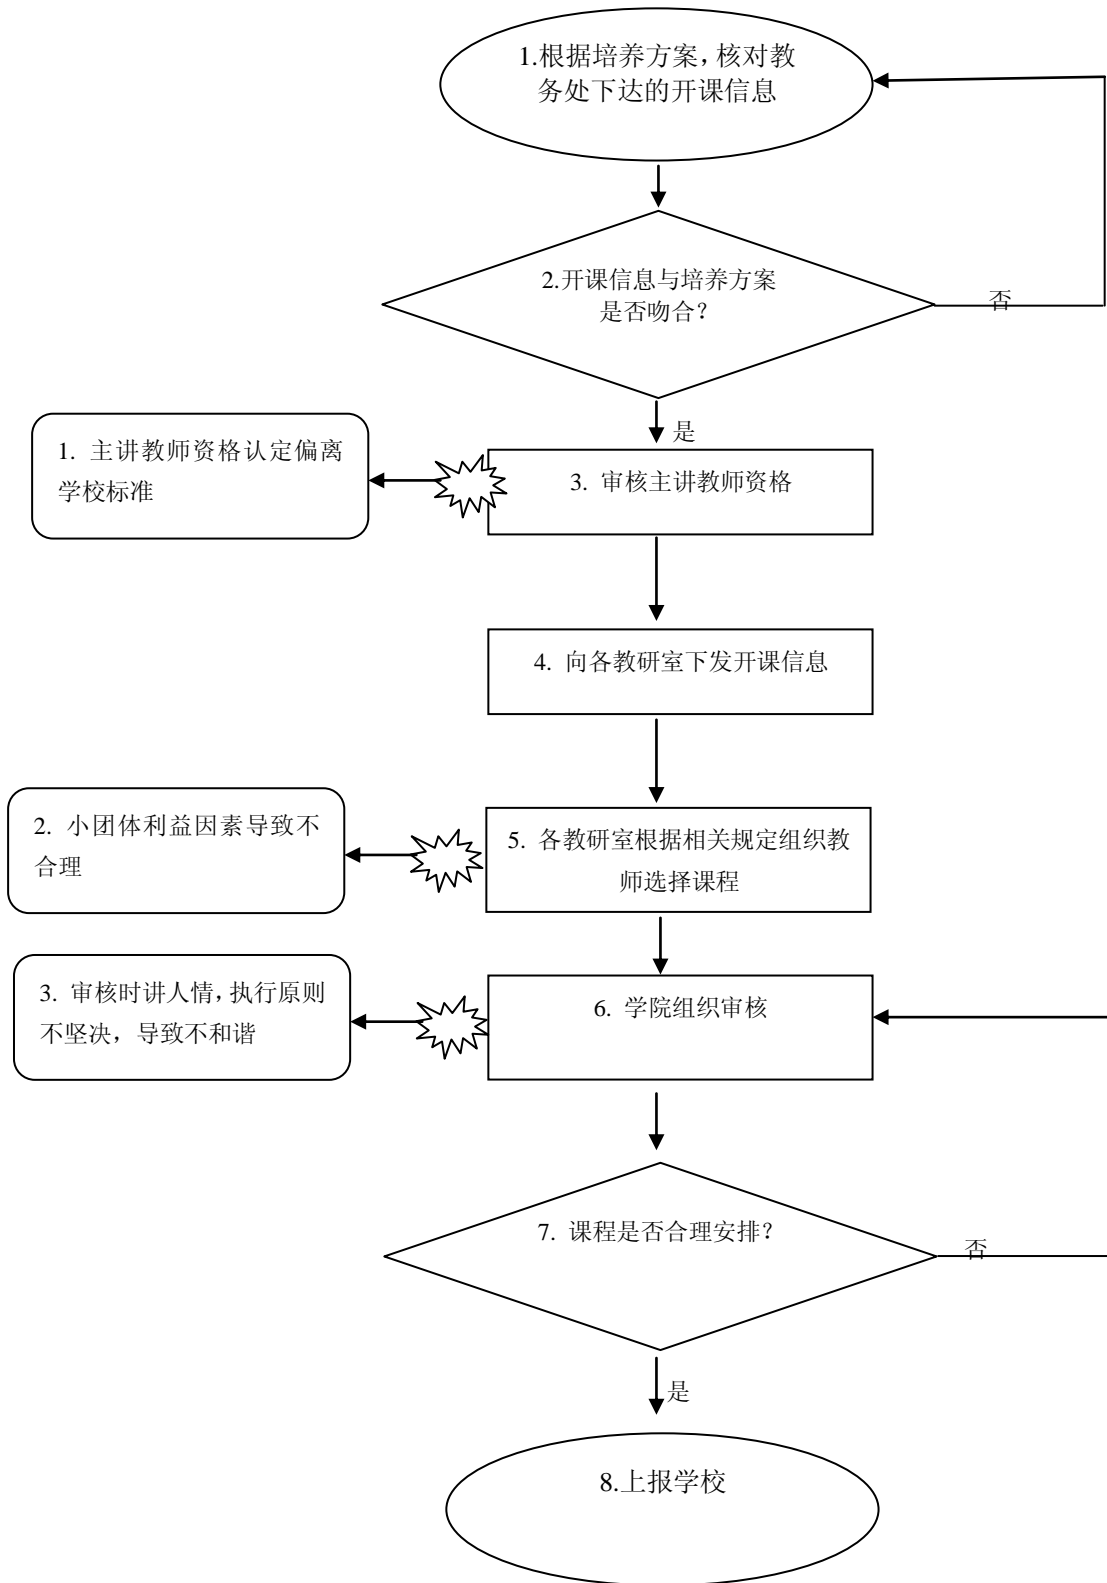 1.根据培养方案，核对教
务处下达的开课信息
2.开课信息与培养方案
是否吻合？
否
是
1. 主讲教师资格认定偏离
学校标准
3. 审核主讲教师资格
4. 向各教研室下发开课信息
2. 小团体利益因素导致不
合理
5. 各教研室根据相关规定组织教
师选择课程
3. 审核时讲人情，执行原则
不坚决，导致不和谐
6. 学院组织审核
7. 课程是否合理安排？
否
是
8.上报学校